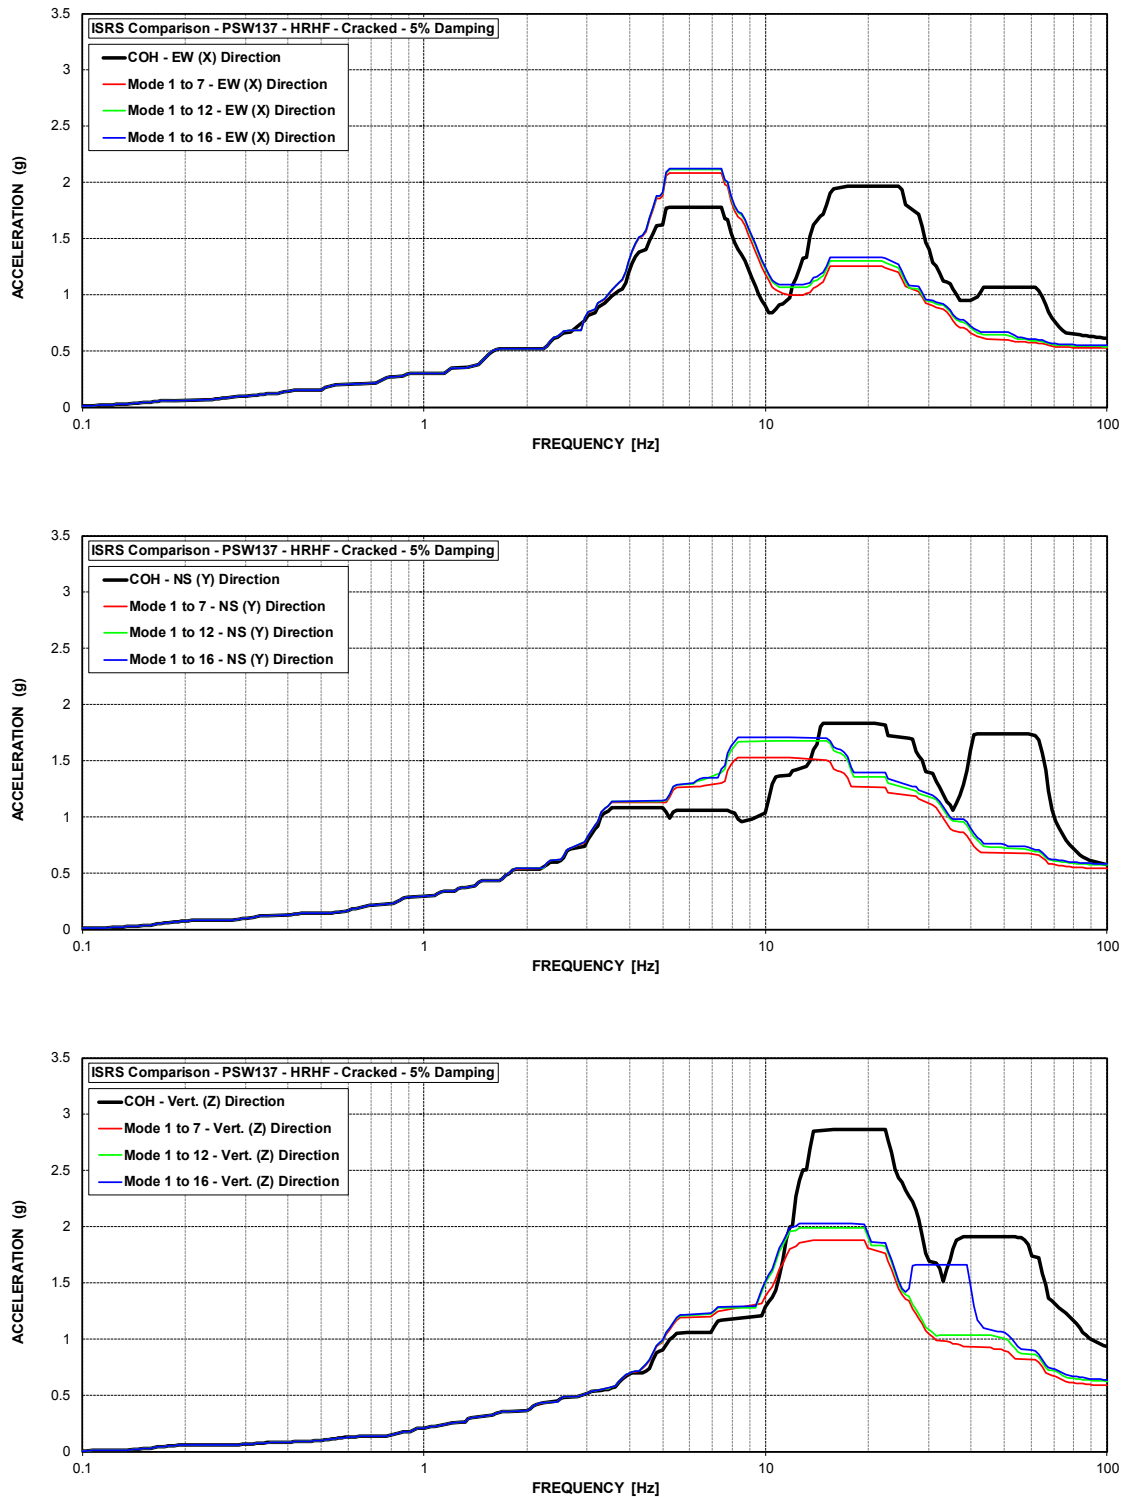 ISRS Comparison - PSW137 - HRHF - Cracked - 5% Damping
COH - EW (X) Direction
Mode 1 to 7 - EW (X) Direction
Mode 1 to 12 - EW (X) Direction
Mode 1 to 16 - EW (X) Direction
ACCELERATION (g)
3.5
3
2.5
2
1.5
1
0.5
0
0.1
1
10
100
FREQUENCY [Hz]
ISRS Comparison - PSW137 - HRHF - Cracked - 5% Damping
COH - NS (Y) Direction
Mode 1 to 7 - NS (Y) Direction
Mode 1 to 12 - NS (Y) Direction
Mode 1 to 16 - NS (Y) Direction
ACCELERATION (g)
3.5
3
2.5
2
1.5
1
0.5
0
0.1
1
10
100
FREQUENCY [Hz]
ISRS Comparison - PSW137 - HRHF - Cracked - 5% Damping
COH - Vert. (Z) Direction
Mode 1 to 7 - Vert. (Z) Direction
Mode 1 to 12 - Vert. (Z) Direction
Mode 1 to 16 - Vert. (Z) Direction
ACCELERATION (g)
3.5
3
2.5
2
1.5
1
0.5
0
0.1
1
10
100
FREQUENCY [Hz]